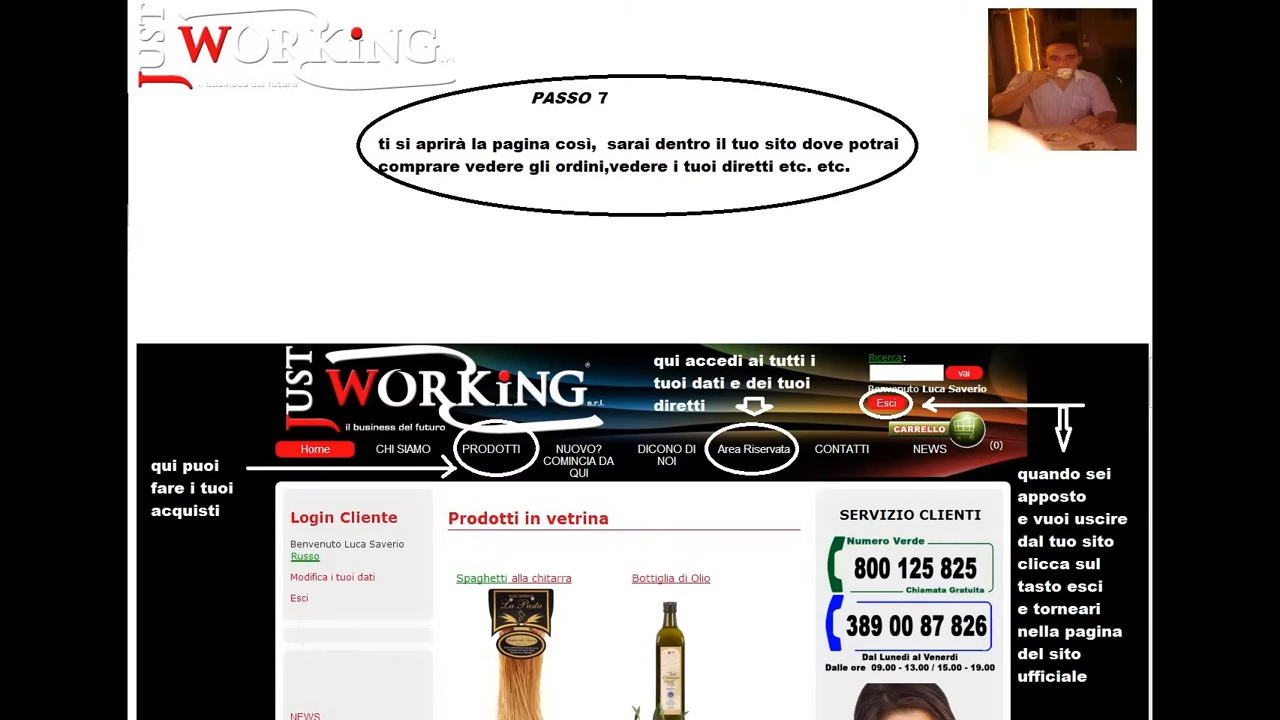 JUST WORKiNG s.r.l.
il business del futuro
PASSO 7
ti si aprirà la pagina così, sarai dentro il tuo sito dove potrai
comprare vedere gli ordini,vedere i tuoi diretti etc. etc.
JUST WORKiNG s.r.l.
il business del futuro
qui accedi ai tutti i
tuoi dati e dei tuoi
diretti
Ricerca:
vai
Benvenuto Luca Saverio
Esci
CARRELLO
(0)
Home CHI SIAMO PRODOTTI NUOVO? COMINCIA DA QUI DICONO DI NOI Area Riservata CONTATTI NEWS
qui puoi
fare i tuoi
acquisti
Login Cliente
Benvenuto Luca Saverio
Russo
Modifica i tuoi dati
Esci
NEWS
Prodotti in vetrina
Spaghetti alla chitarra
Bottiglia di Olio
La Pasta
SERVIZIO CLIENTI
Numero Verde
800 125 825
Chiamata Gratuita
389 00 87 826
Dal Lunedì al Venerdì
Dalle ore 09.00 - 13.00 / 15.00 - 19.00
quando sei
apposto
e vuoi uscire
dal tuo sito
clicca sul
tasto esci
e torneari
nella pagina
del sito
ufficiale